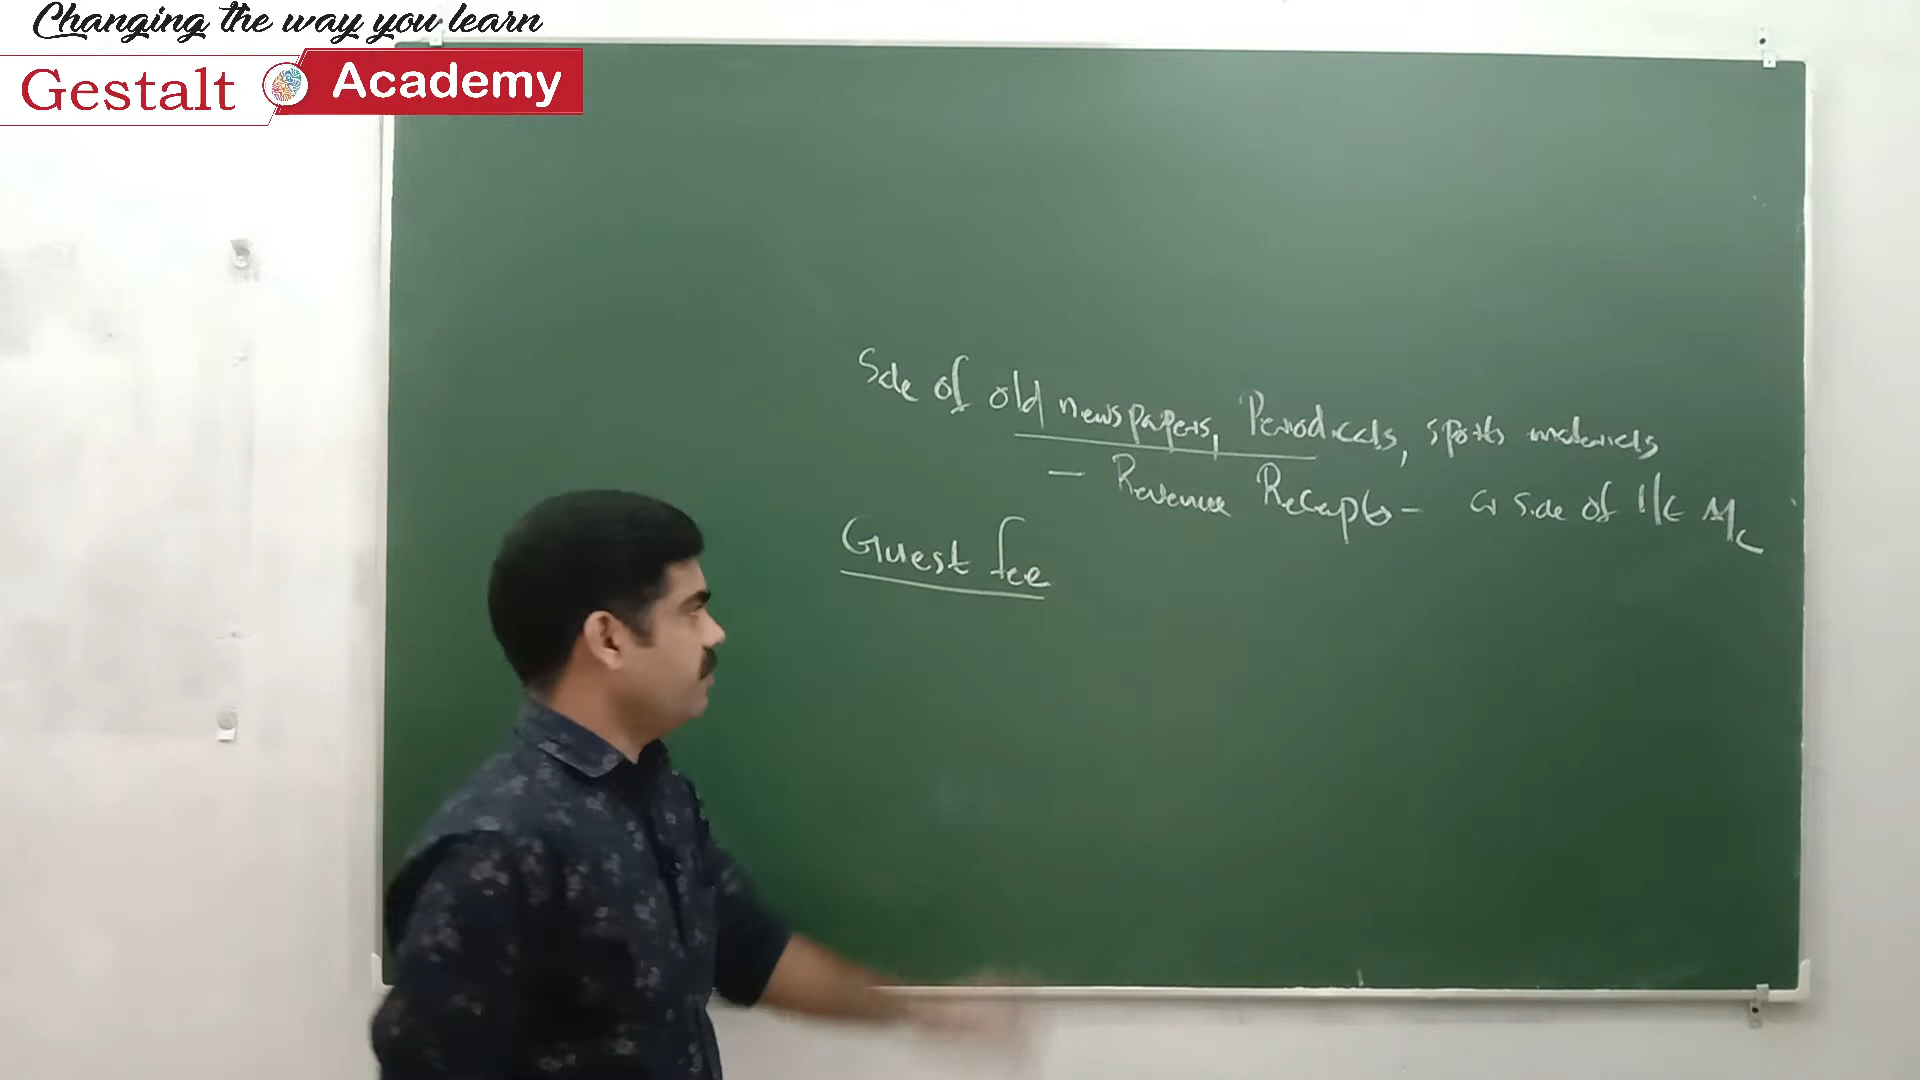 Changing the way you learn
Gestalt Academy
Sale of old newspapers, Periodicals, sports materials
- Revenue Receipts - Cr side of I/E A/c
Guest fee